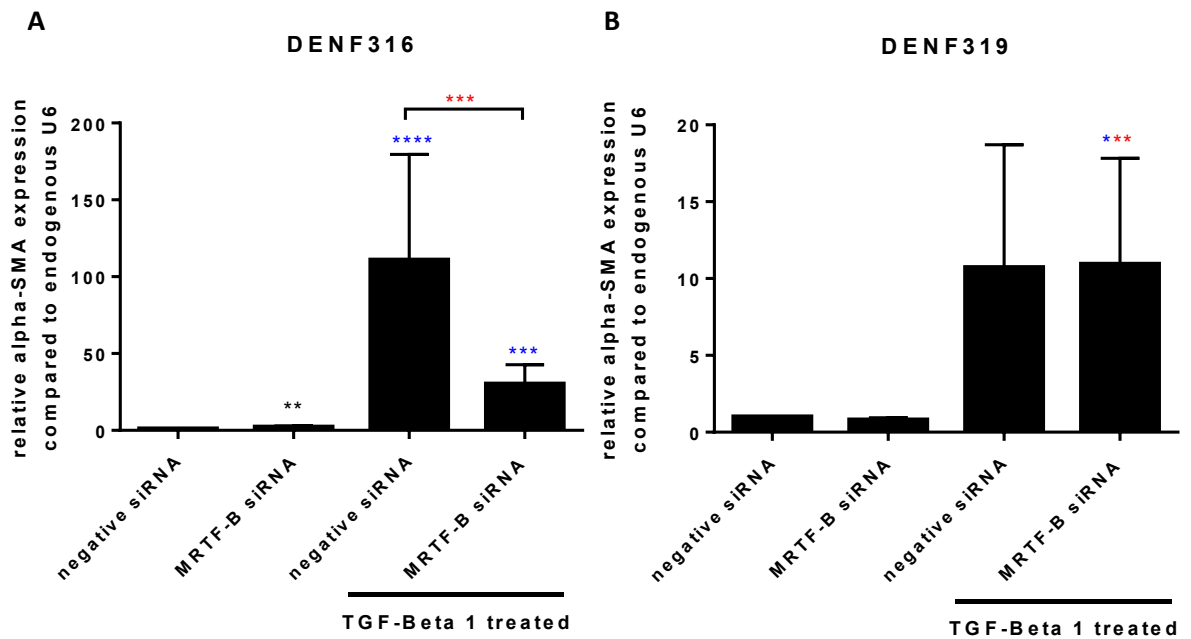 A
DENF316
relative alpha-SMA expression
compared to endogenous U6
***
200
150
100
50
0
****
***
**
negative siRNA
MRTF-B siRNA
negative siRNA
MRTF-B siRNA
TGF-Beta 1 treated
B
DENF319
relative alpha-SMA expression
compared to endogenous U6
20
15
10
5
0
***
negative siRNA
MRTF-B siRNA
negative siRNA
MRTF-B siRNA
TGF-Beta 1 treated